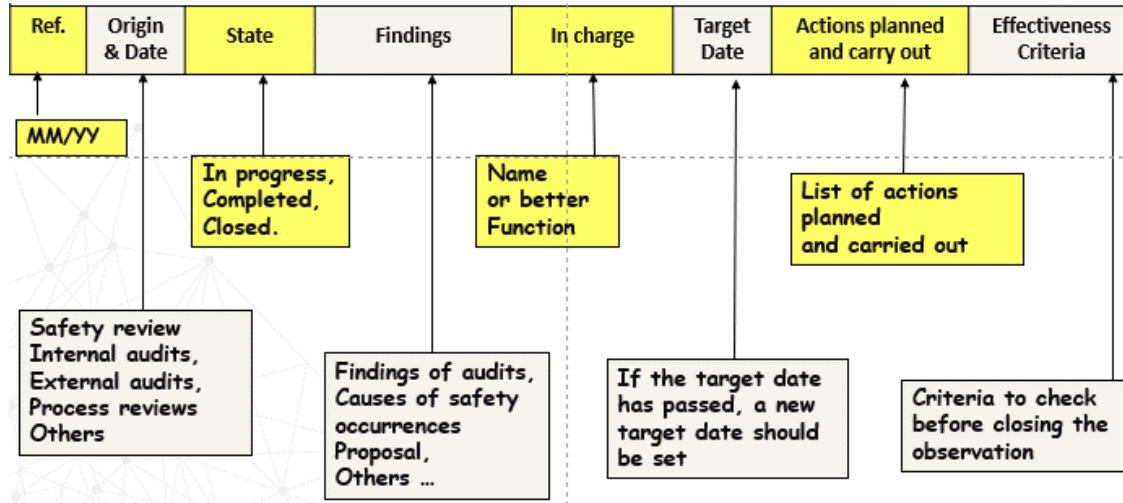 Ref.
Origin
& Date
State
Findings
In charge
Target
Date
Actions planned
and carry out
Effectiveness
Criteria
MM/YY
In progress,
Completed,
Closed.
Name
or better
Function
List of actions
planned
and carried out
Safety review
Internal audits,
External audits,
Process reviews
Others
Findings of audits,
Causes of safety
occurrences
Proposal,
Others ...
If the target date
has passed, a new
target date should
be set
Criteria to check
before closing the
observation